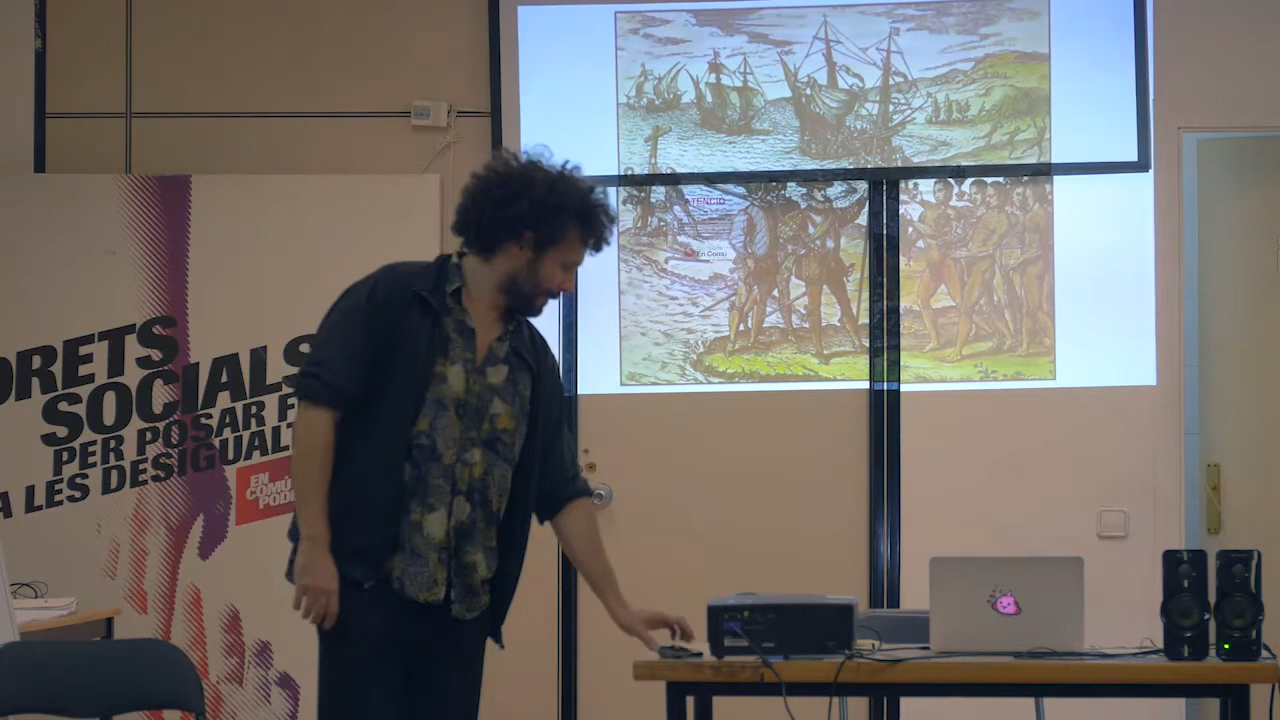 DRETS
SOCIALS
PER POSAR F
A LES DESIGUALT
EN
COMÚ
PODE
ATENCIÓ
En Comú